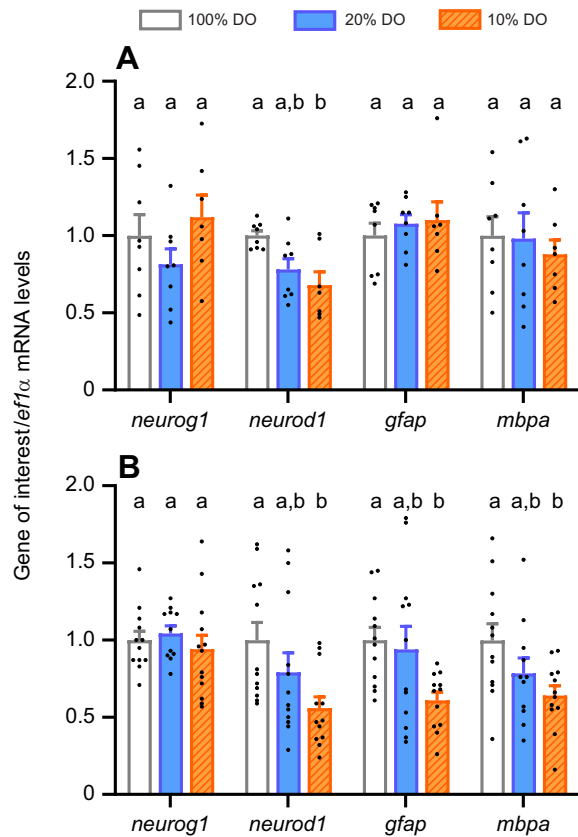 100% DO 20% DO 10% DO
A
2.0
a a a a a,b b a a a a a a
1.5
1.0
0.5
0
neurog1 neurod1 gfap mbpa
Gene of interest/ef1α mRNA levels
B
2.0
a a a a a,b b a a,b b a a,b b
1.5
1.0
0.5
0
neurog1 neurod1 gfap mbpa